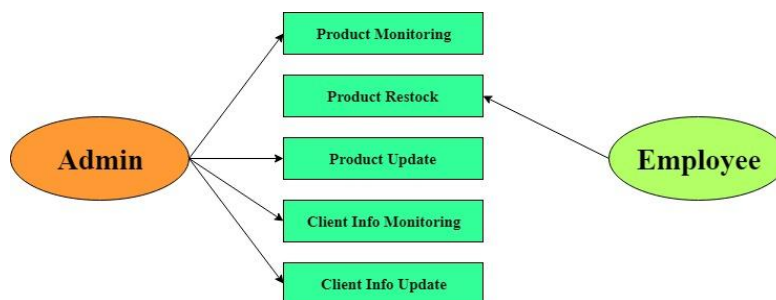 Product Monitoring
Product Restock
Admin
Product Update
Employee
Client Info Monitoring
Client Info Update